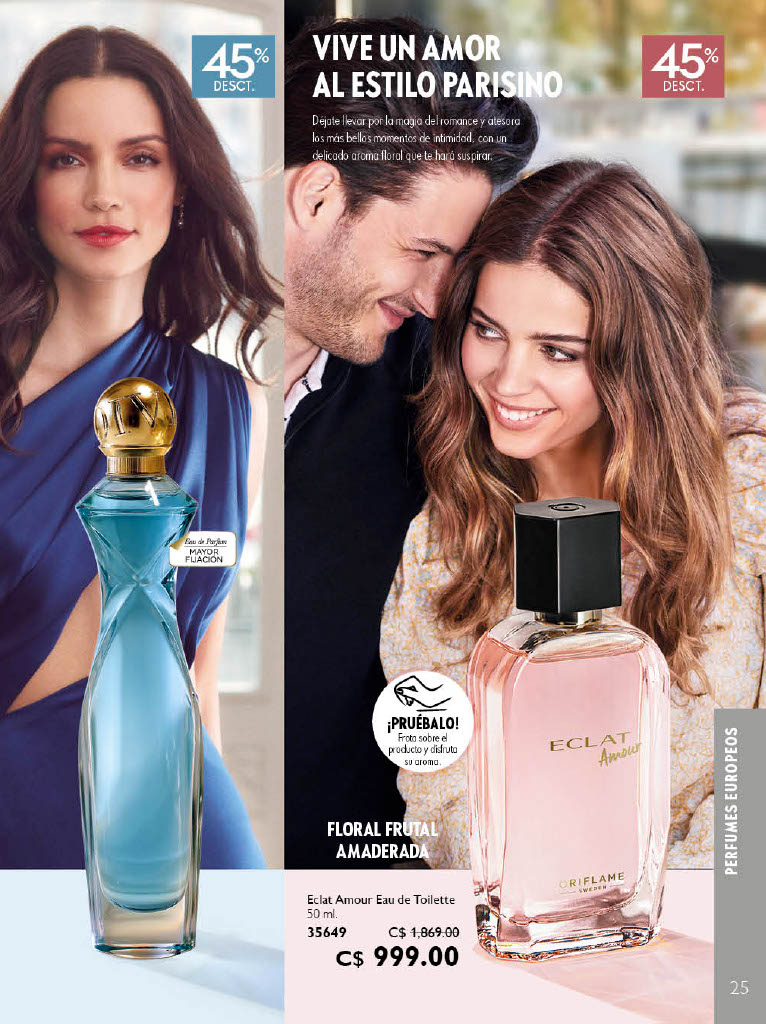 45%
DESCT.
DIV
Eau de Parfum
MAYOR
FIJACIÓN
VIVE UN AMOR
AL ESTILO PARISINO
Déjate llevar por la magia del romance y atesora
los más bellos momentos de intimidad, con un
delicado aroma floral que te hará suspirar.
45%
DESCT.
¡PRUÉBALO!
Frota sobre el
producto y disfruta
su aroma.
ECLAT
Amour
ORIFLAME
SWEDEN
FLORAL FRUTAL
AMADERADA
Eclat Amour Eau de Toilette
50 ml.
35649 C$ 1,869.00
C$ 999.00
PERFUMES EUROPEOS
25